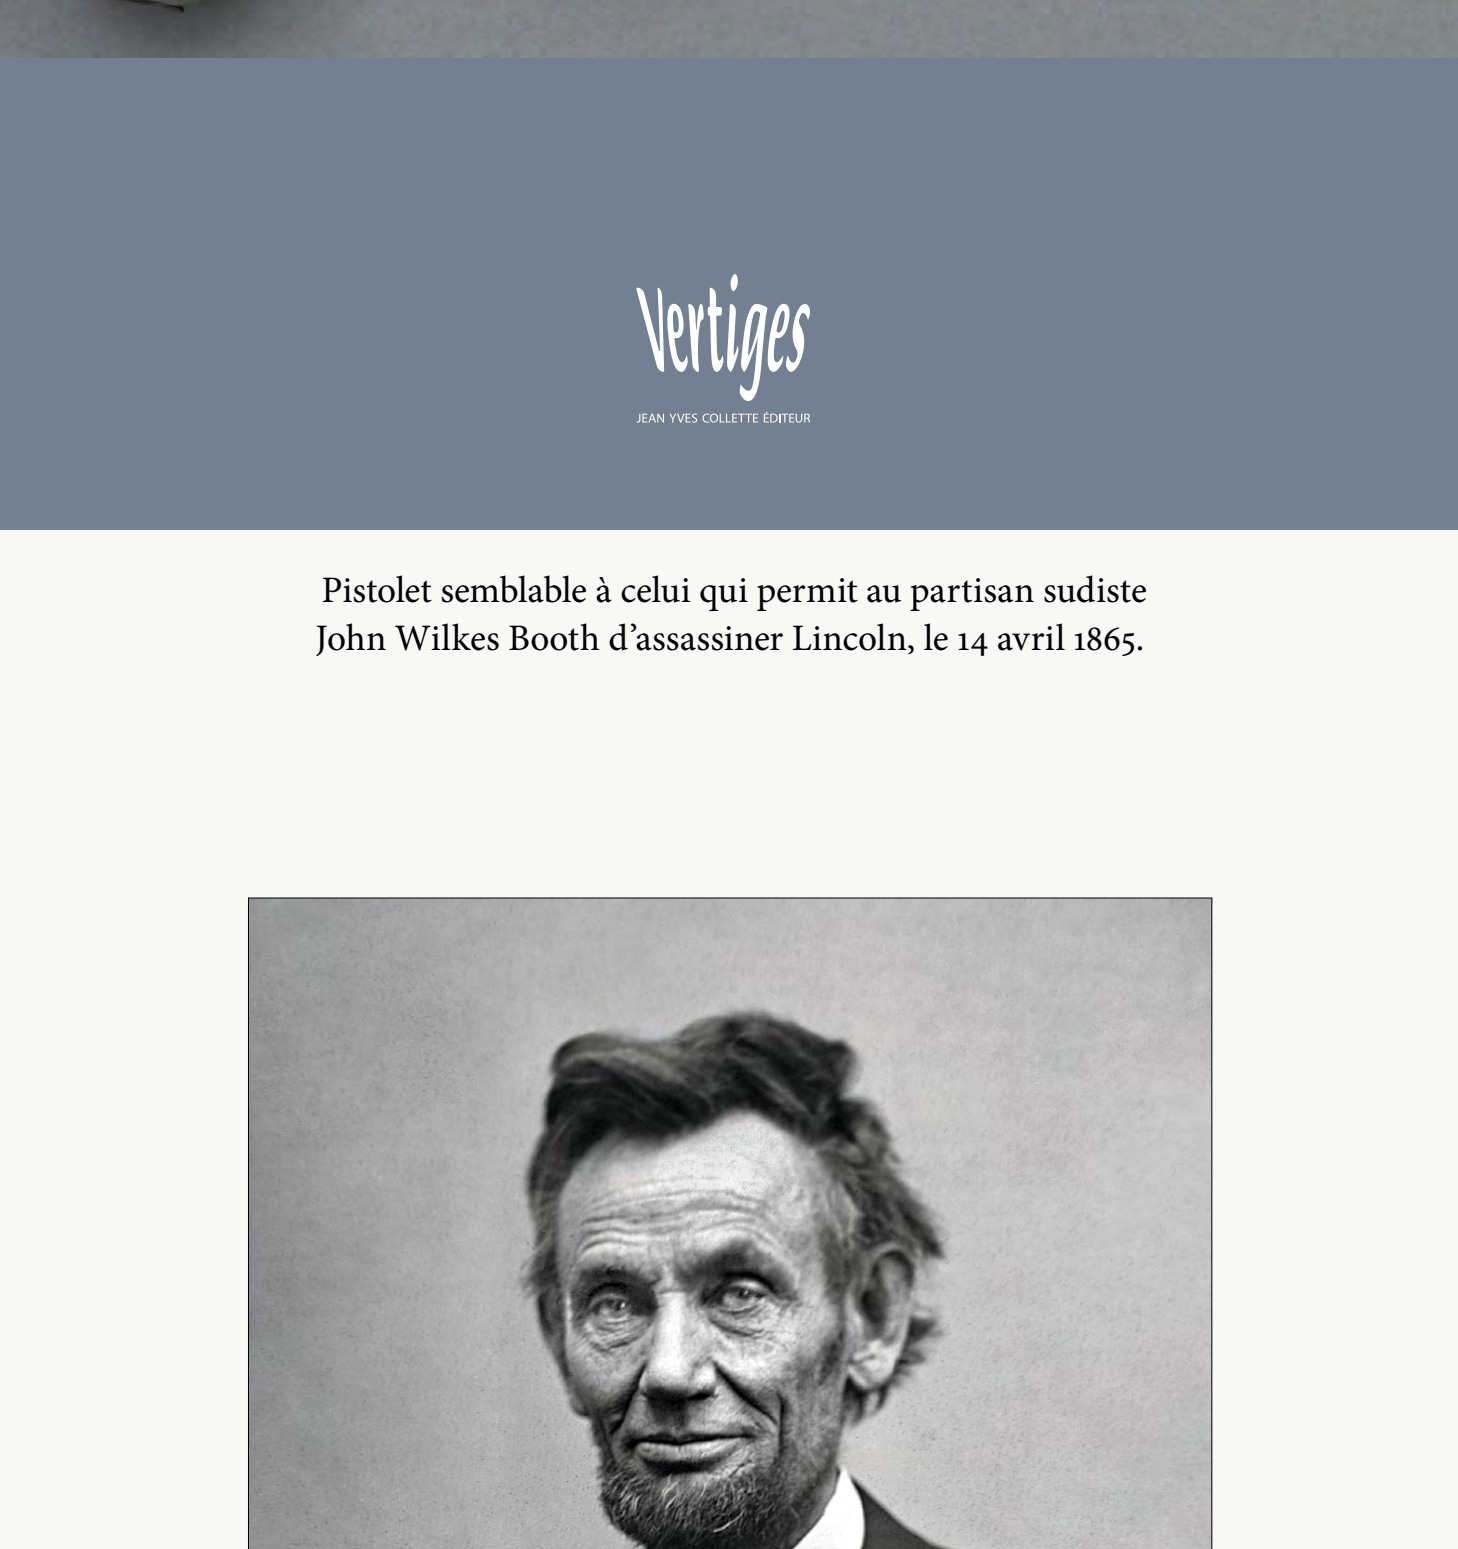 Vertiges
JEAN YVES COLLETTE ÉDITEUR
Pistolet semblable à celui qui permit au partisan sudiste
John Wilkes Booth d’assassiner Lincoln, le 14 avril 1865.